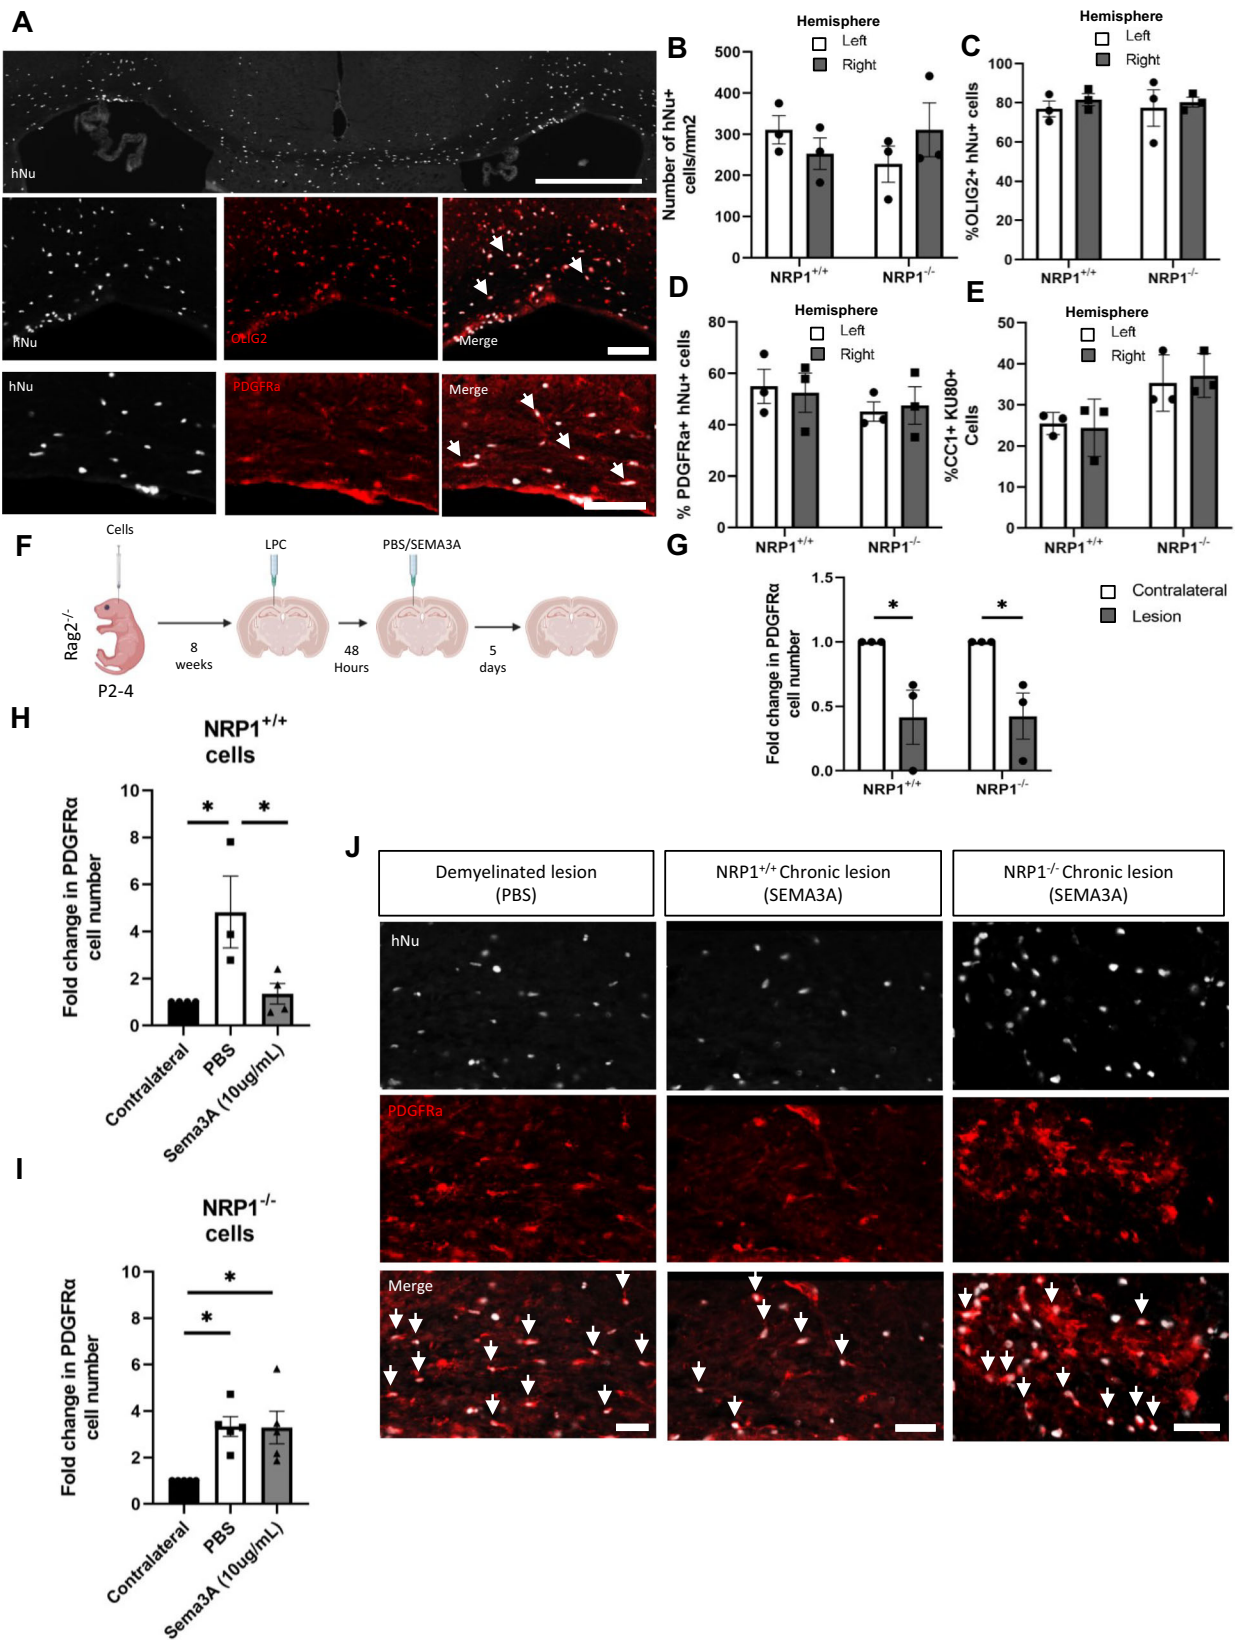 A
hNu
hNu
OLIG2
Merge
hNu
PDGFRa
Merge
B
Hemisphere
Left
Right
Number of hNu+
cells/mm2
500
400
300
200
100
0
NRP1+/+
NRP1-/-
C
Hemisphere
Left
Right
%OLIG2+ hNu+ cells
100
80
60
40
20
0
NRP1+/+
NRP1-/-
D
Hemisphere
Left
Right
% PDGFRa+ hNu+ cells
80
60
40
20
0
NRP1+/+
NRP1-/-
E
Hemisphere
Left
Right
%CC1+ KU80+
Cells
50
40
30
20
10
0
NRP1+/+
NRP1-/-
F
Cells
LPC
PBS/SEMA3A
Rag2-/-
8
weeks
48
Hours
5
days
P2-4
G
Contralateral
Lesion
Fold change in PDGFRα
cell number
1.5
1.0
0.5
0.0
*
*
NRP1+/+
NRP1-/-
H
NRP1+/+
cells
Fold change in PDGFRα
cell number
10
8
6
4
2
0
*
*
Contralateral
PBS
Sema3A (10ug/mL)
I
NRP1-/-
cells
Fold change in PDGFRα
cell number
10
8
6
4
2
0
*
*
Contralateral
PBS
Sema3A (10ug/mL)
J
Demyelinated lesion
(PBS)
NRP1+/+ Chronic lesion
(SEMA3A)
NRP1-/- Chronic lesion
(SEMA3A)
hNu
PDGFRa
Merge